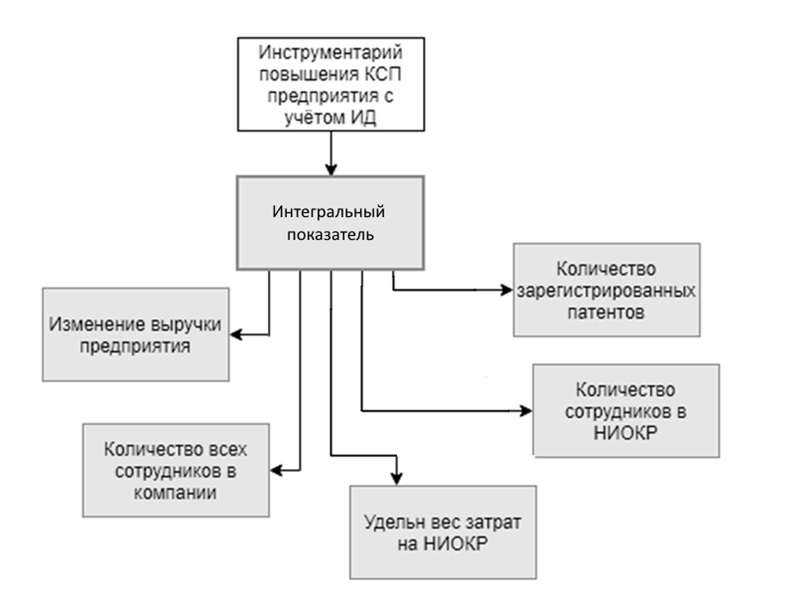 Инструментарий
повышения КСП
предприятия с
учётом ИД
Интегральный
показатель
Количество
зарегистрированных
патентов
Изменение выручки
предприятия
Количество
сотрудников в
НИОКР
Количество всех
сотрудников в
компании
Удельн вес затрат
на НИОКР